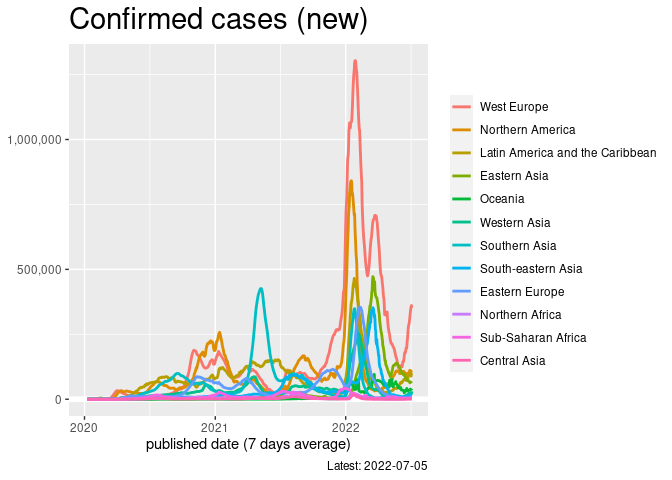 Confirmed cases (new)
1,000,000
500,000
0
2020
2021
2022
published date (7 days average)
Latest: 2022-07-05
West Europe
Northern America
Latin America and the Caribbean
Eastern Asia
Oceania
Western Asia
Southern Asia
South-eastern Asia
Eastern Europe
Northern Africa
Sub-Saharan Africa
Central Asia